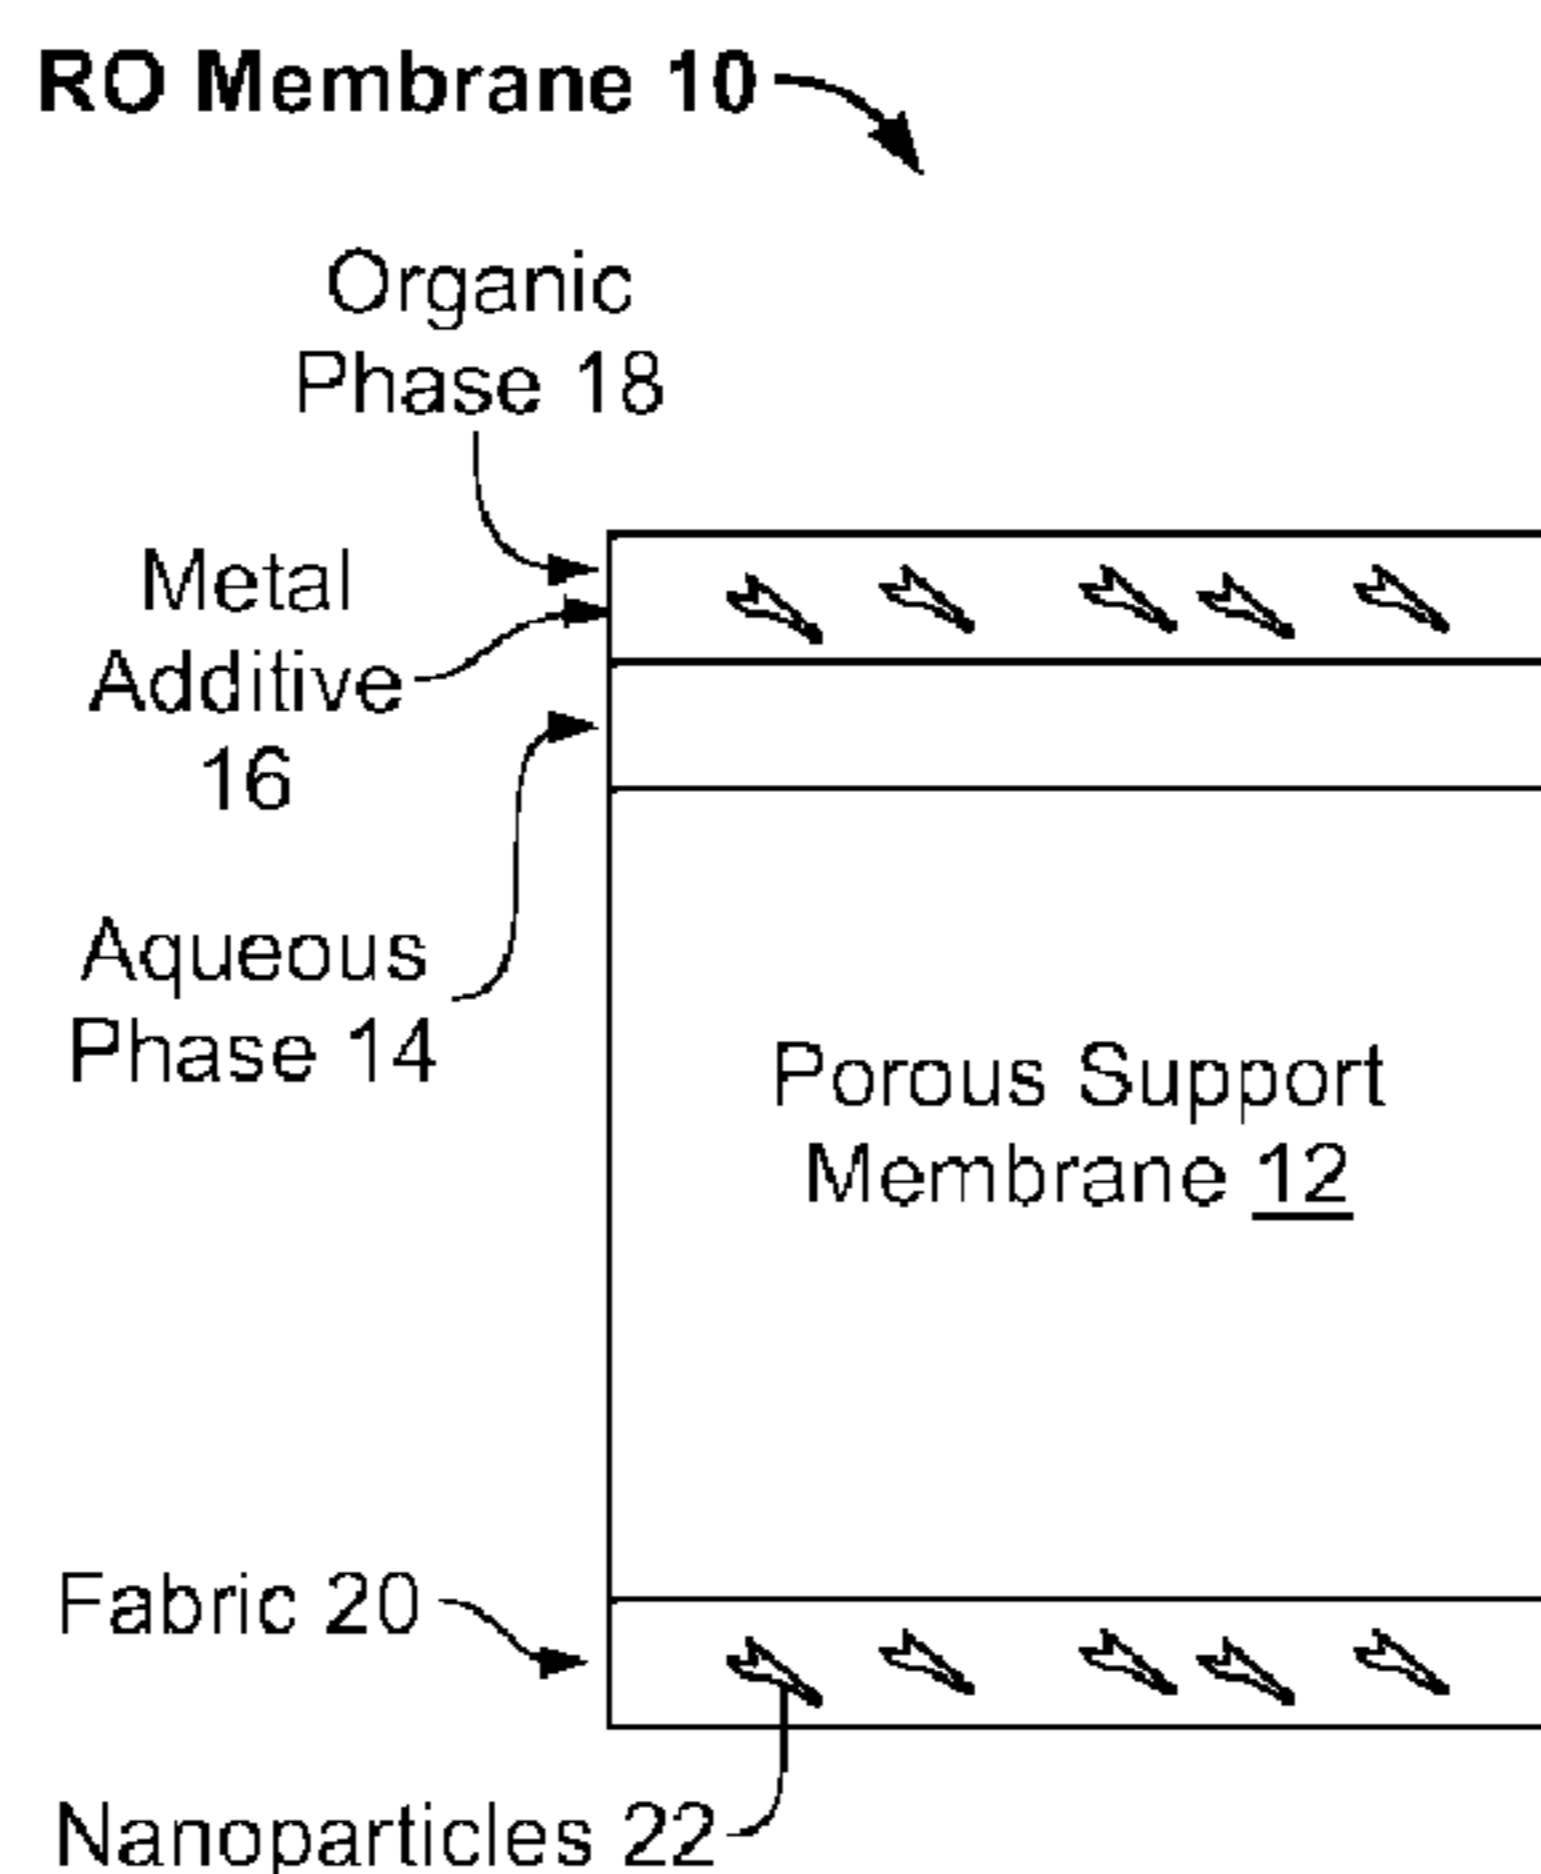 RO Membrane 10
Organic
Phase 18
Metal
Additive
16
Aqueous
Phase 14
Porous Support
Membrane 12
Fabric 20
Nanoparticles 22